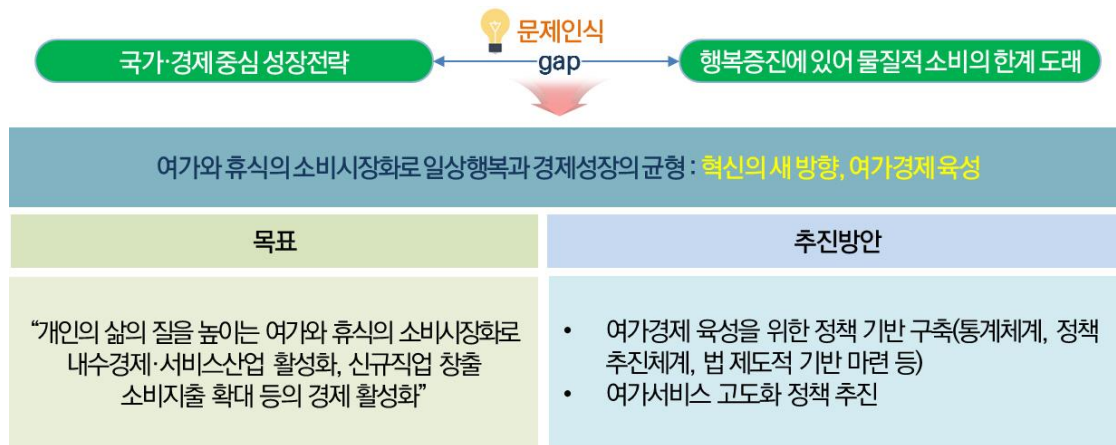 문제인식
국가·경제 중심 성장전략
gap
행복증진에 있어 물질적 소비의 한계 도래
여가와 휴식의 소비시장화로 일상행복과 경제성장의 균형 : 혁신의 새 방향, 여가경제 육성
목표
추진방안
“개인의 삶의 질을 높이는 여가와 휴식의 소비시장화로
내수경제·서비스산업 활성화, 신규직업 창출
소비지출 확대 등의 경제 활성화”
• 여가경제 육성을 위한 정책 기반 구축(통계체계, 정책
추진체계, 법 제도적 기반 마련 등)
• 여가서비스 고도화 정책 추진